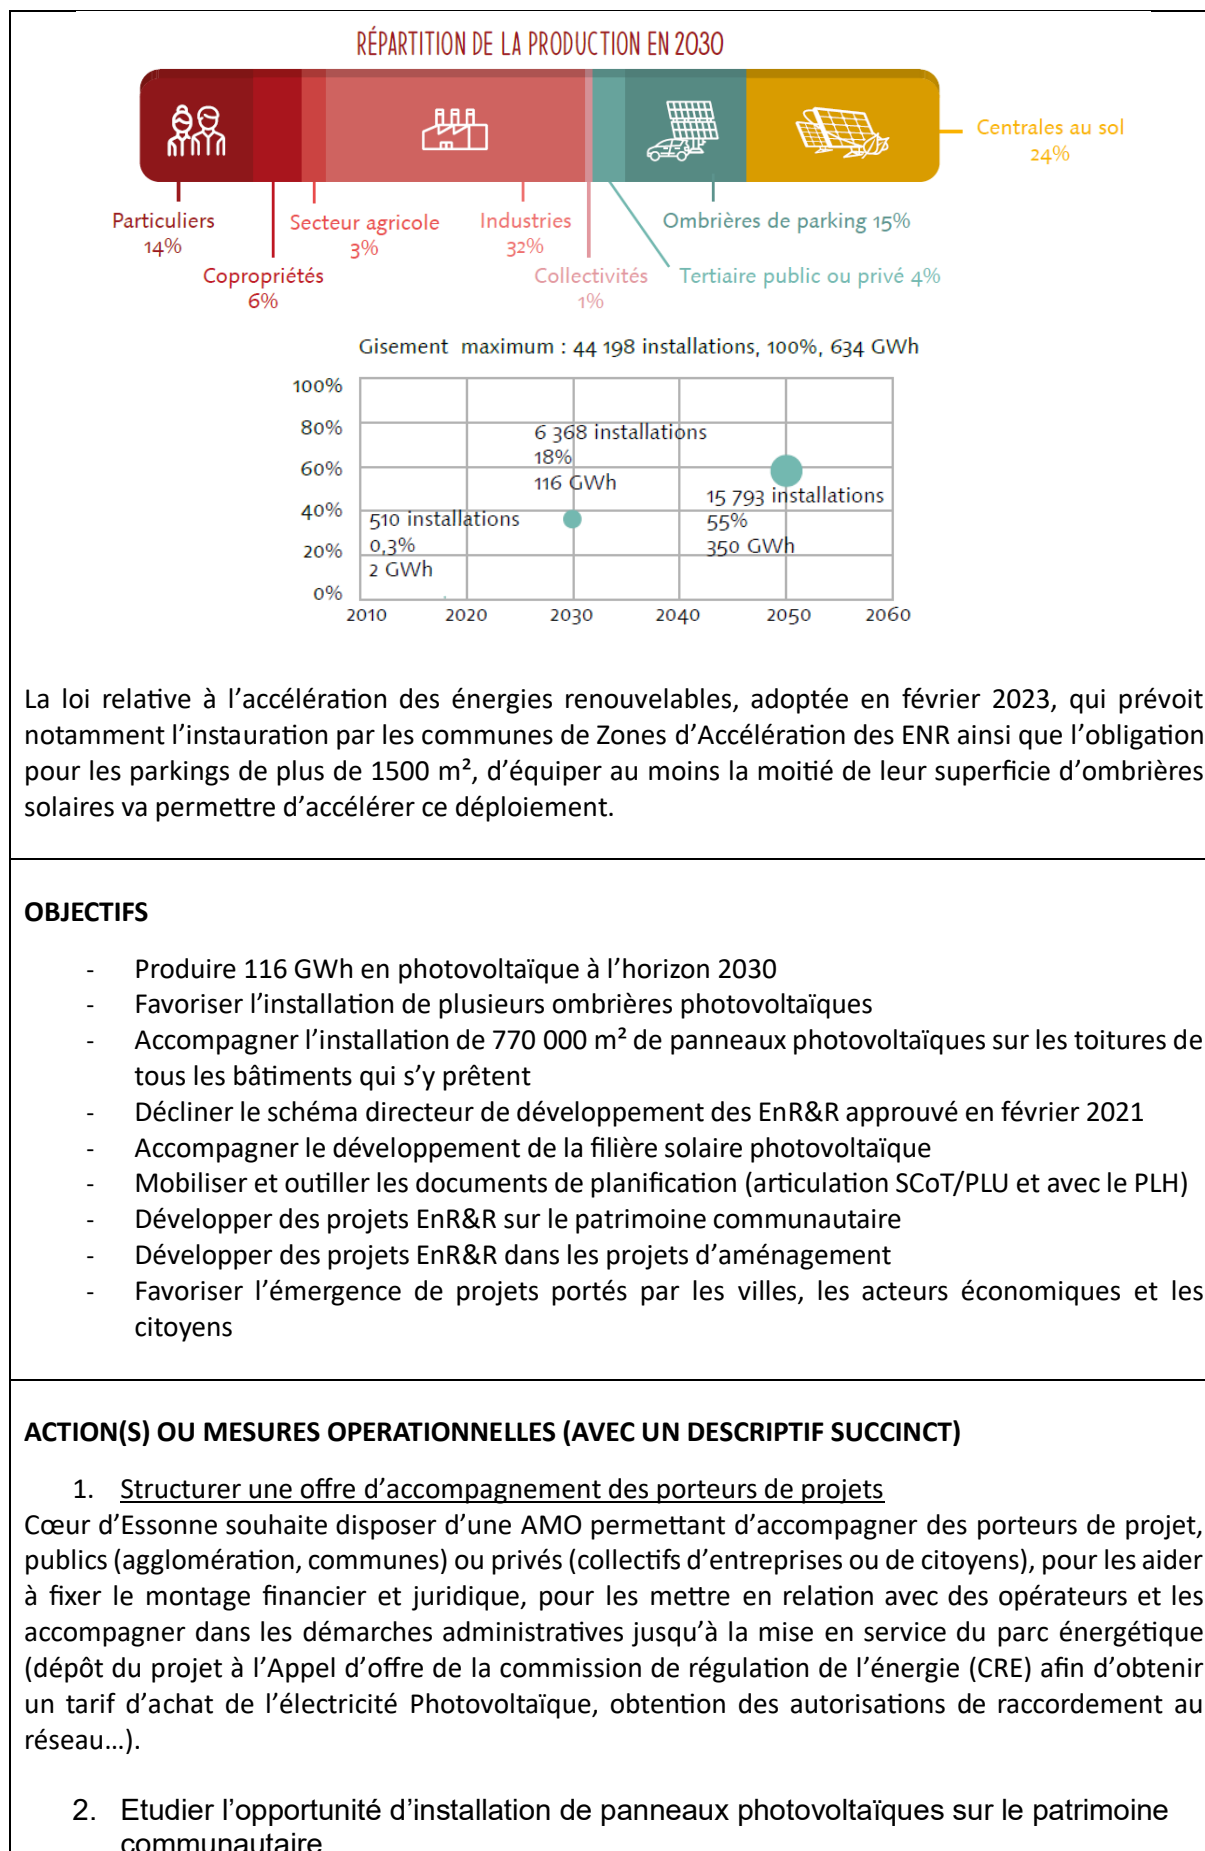 RÉPARTITION DE LA PRODUCTION EN 2030
Centrales au sol
24%
Particuliers
14%
Secteur agricole
3%
Industries
32%
Ombrières de parking 15%
Copropriétés
6%
Collectivités
1%
Tertiaire public ou privé 4%
Gisement maximum : 44 198 installations, 100%, 634 GWh
100%
80%
60%
40%
20%
0%
6 368 installations
18%
116 GWh
15 793 installations
55%
350 GWh
510 installations
0,3%
2 GWh
2010 2020 2030 2040 2050 2060
La loi relative à l’accélération des énergies renouvelables, adoptée en février 2023, qui prévoit
notamment l’instauration par les communes de Zones d’Accélération des ENR ainsi que l’obligation
pour les parkings de plus de 1500 m², d’équiper au moins la moitié de leur superficie d’ombrières
solaires va permettre d’accélérer ce déploiement.
OBJECTIFS
- Produire 116 GWh en photovoltaïque à l’horizon 2030
- Favoriser l’installation de plusieurs ombrières photovoltaïques
- Accompagner l’installation de 770 000 m² de panneaux photovoltaïques sur les toitures de
tous les bâtiments qui s’y prêtent
- Décliner le schéma directeur de développement des EnR&R approuvé en février 2021
- Accompagner le développement de la filière solaire photovoltaïque
- Mobiliser et outiller les documents de planification (articulation SCoT/PLU et avec le PLH)
- Développer des projets EnR&R sur le patrimoine communautaire
- Développer des projets EnR&R dans les projets d’aménagement
- Favoriser l’émergence de projets portés par les villes, les acteurs économiques et les
citoyens
ACTION(S) OU MESURES OPERATIONNELLES (AVEC UN DESCRIPTIF SUCCINCT)
1. Structurer une offre d’accompagnement des porteurs de projets
Cœur d’Essonne souhaite disposer d’une AMO permettant d’accompagner des porteurs de projet,
publics (agglomération, communes) ou privés (collectifs d’entreprises ou de citoyens), pour les aider
à fixer le montage financier et juridique, pour les mettre en relation avec des opérateurs et les
accompagner dans les démarches administratives jusqu’à la mise en service du parc énergétique
(dépôt du projet à l’Appel d’offre de la commission de régulation de l’énergie (CRE) afin d’obtenir
un tarif d’achat de l’électricité Photovoltaïque, obtention des autorisations de raccordement au
réseau…).
2. Etudier l’opportunité d’installation de panneaux photovoltaïques sur le patrimoine
communautaire